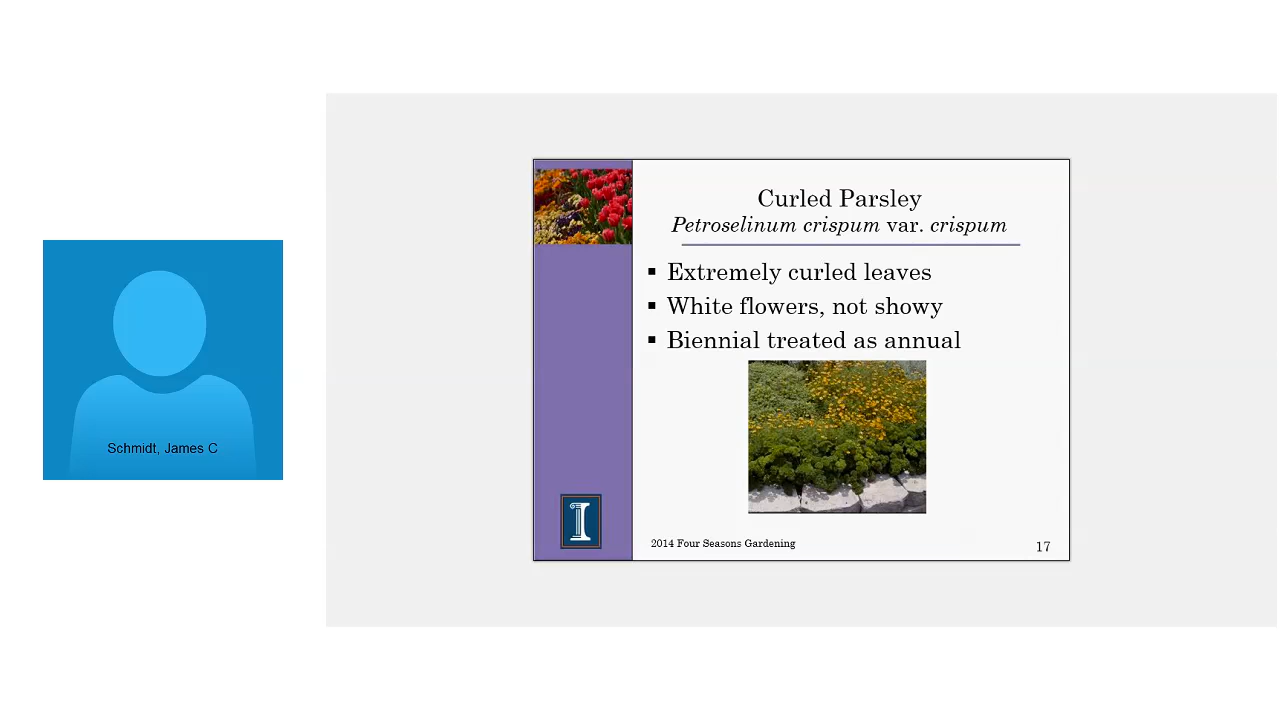 Schmidt, James C
Curled Parsley
Petroselinum crispum var. crispum
▪ Extremely curled leaves
▪ White flowers, not showy
▪ Biennial treated as annual
I
2014 Four Seasons Gardening
17